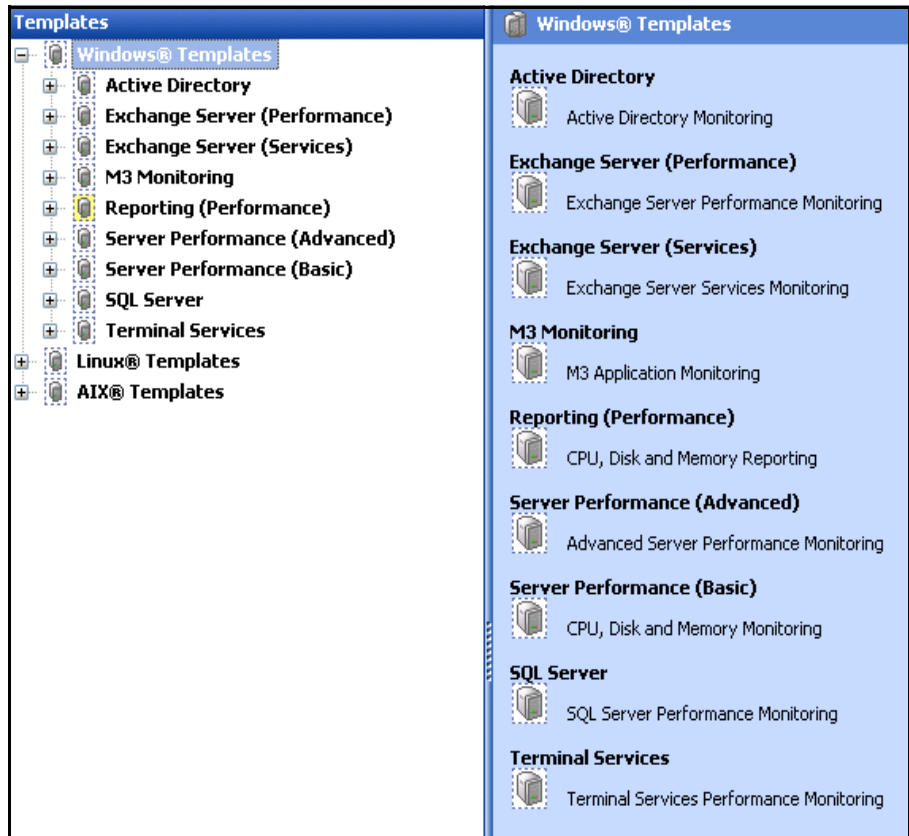 Templates
Windows® Templates
Active Directory
Exchange Server (Performance)
Exchange Server (Services)
M3 Monitoring
Reporting (Performance)
Server Performance (Advanced)
Server Performance (Basic)
SQL Server
Terminal Services
Linux® Templates
AIX® Templates
Windows® Templates
Active Directory
Active Directory Monitoring
Exchange Server (Performance)
Exchange Server Performance Monitoring
Exchange Server (Services)
Exchange Server Services Monitoring
M3 Monitoring
M3 Application Monitoring
Reporting (Performance)
CPU, Disk and Memory Reporting
Server Performance (Advanced)
Advanced Server Performance Monitoring
Server Performance (Basic)
CPU, Disk and Memory Monitoring
SQL Server
SQL Server Performance Monitoring
Terminal Services
Terminal Services Performance Monitoring